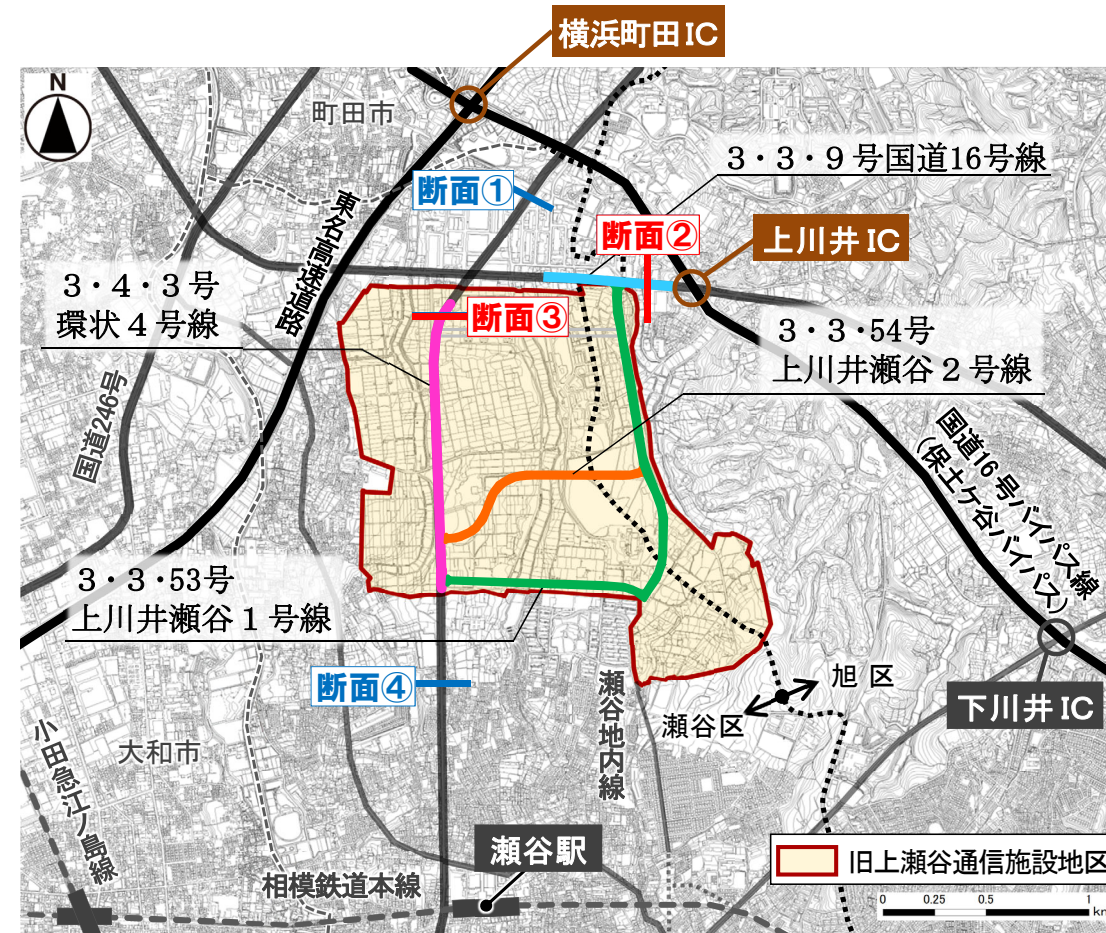 横浜町田IC
N
町田市
3・3・9号国道16号線
断面①
断面②
上川井IC
東名高速道路
3・4・3号
環状4号線
断面③
3・3・54号
上川井瀬谷2号線
国道246号
国道16号バイパス線
（保土ケ谷バイパス）
3・3・53号
上川井瀬谷1号線
断面④
旭区
瀬谷区
下川井IC
瀬谷地内線
大和市
小田急江ノ島線
瀬谷駅
相模鉄道本線
旧上瀬谷通信施設地区
0 0.25 0.5 1
km